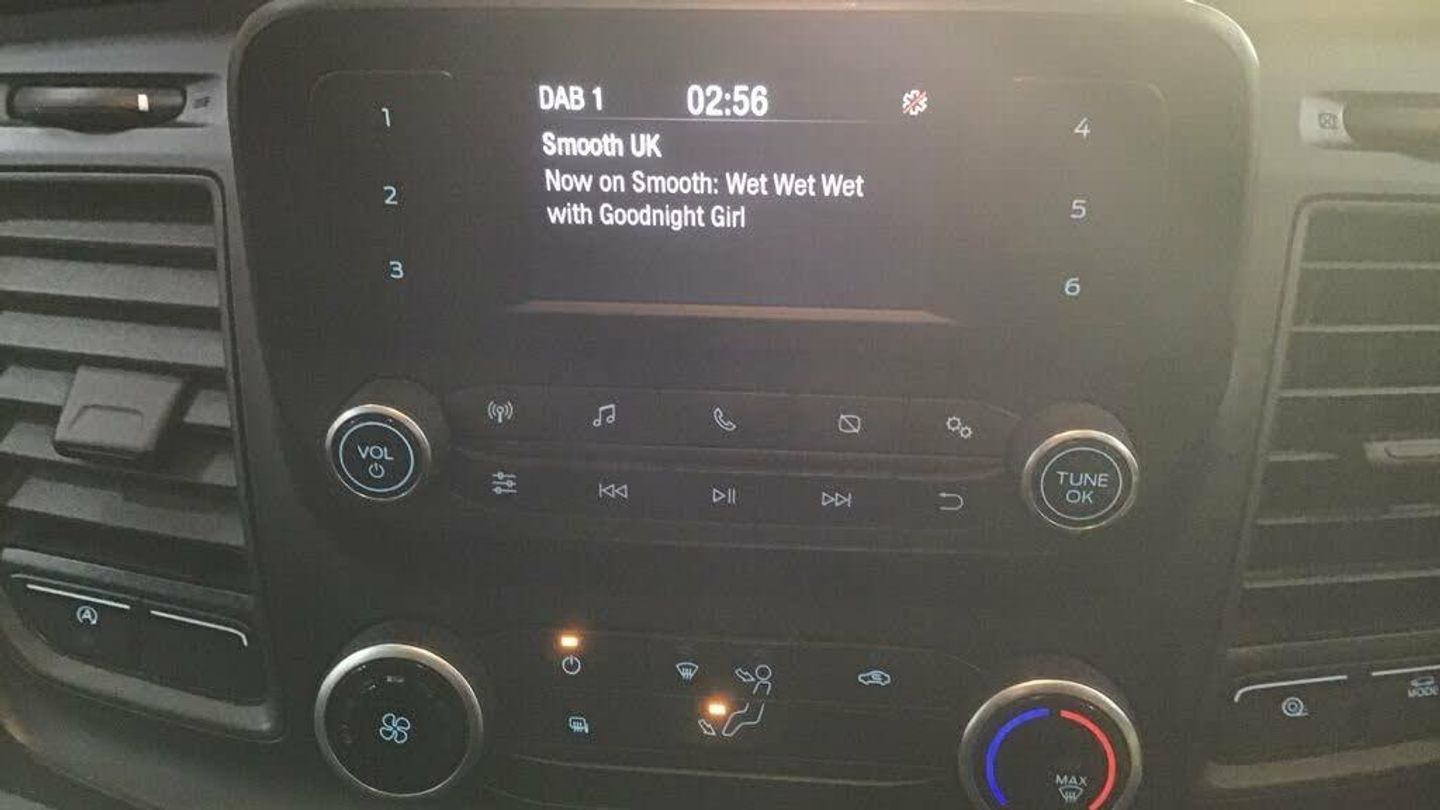 DAB 1 02:56
Smooth UK
Now on Smooth: Wet Wet Wet
with Goodnight Girl
1
2
3
4
5
6
VOL
TUNE
OK
A
MAX
MODE